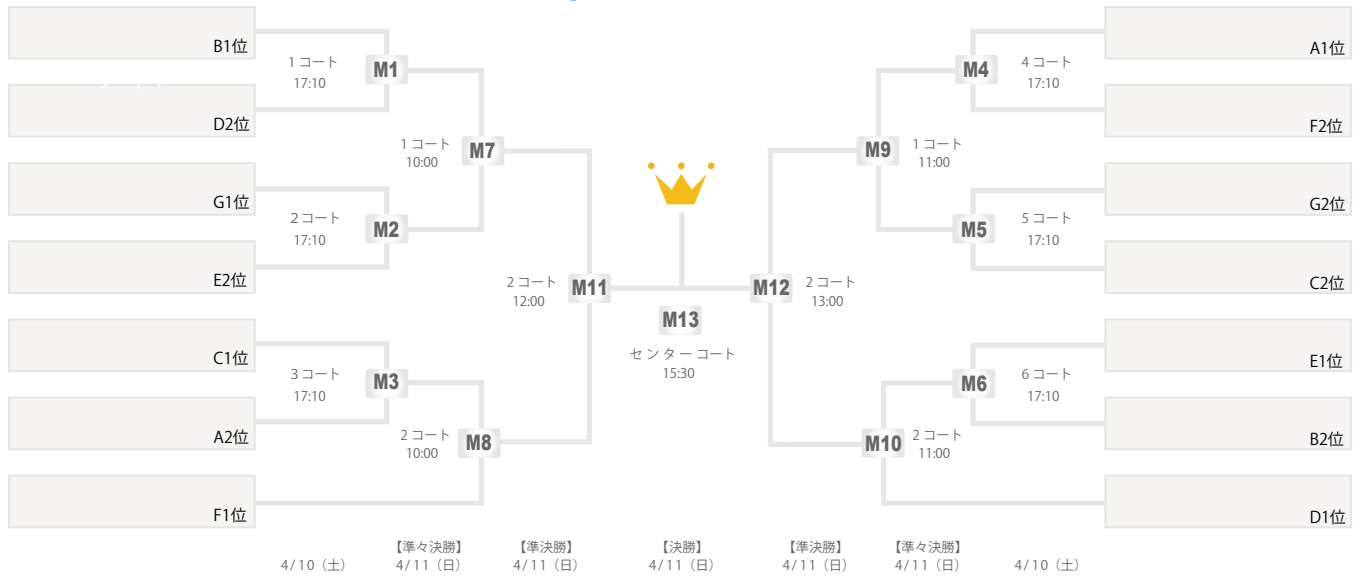 B1位
1 コート
17:10
M1
D2位
1 コート
10:00
M7
G1位
2 コート
17:10
M2
E2位
2 コート
12:00
M11
C1位
3 コート
17:10
M3
A2位
2 コート
10:00
M8
F1位
M13
センターコート
15:30
A1位
M4
4 コート
17:10
F2位
M9
1 コート
11:00
G2位
M5
5 コート
17:10
C2位
M12
2 コート
13:00
E1位
M6
6 コート
17:10
B2位
M10
2 コート
11:00
D1位
【準々決勝】 【準決勝】 【決勝】 【準決勝】 【準々決勝】
4/10（土） 4/11（日） 4/11（日） 4/11（日） 4/11（日） 4/11（日） 4/10（土）